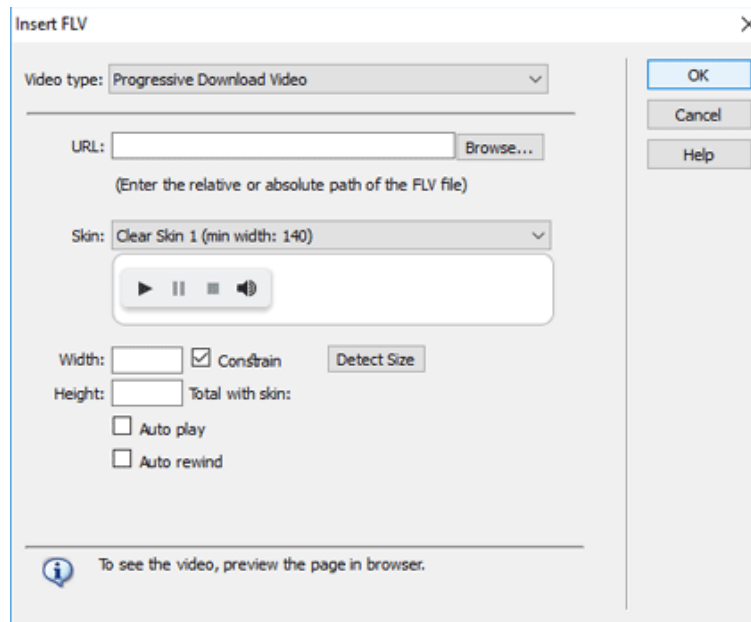 Insert FLV
Video type: Progressive Download Video
OK
Cancel
URL: Browse...
Help
(Enter the relative or absolute path of the FLV file)
Skin: Clear Skin 1 (min width: 140)
Width: Constrain Detect Size
Height: Total with skin:
Auto play
Auto rewind
To see the video, preview the page in browser.